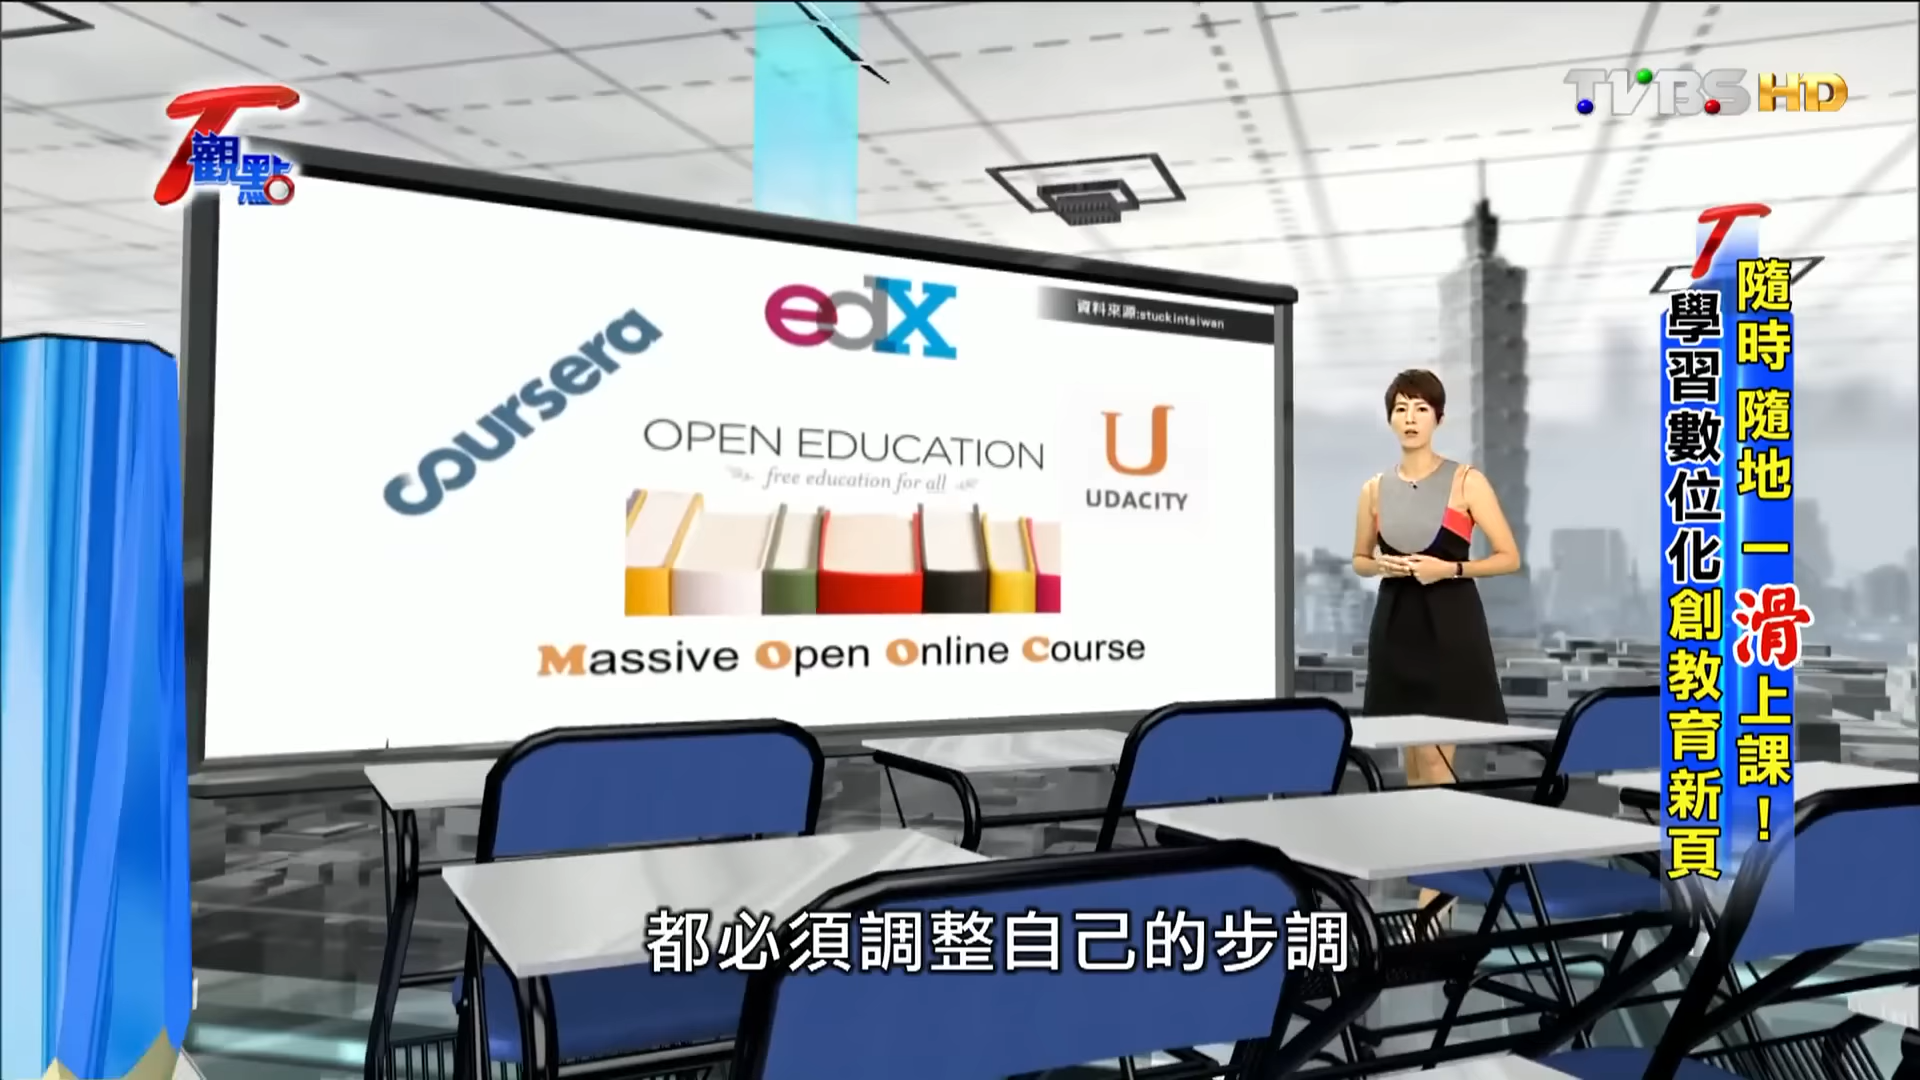 T觀點
TVBS HD
edX
資料來源:stuckintaiwan
coursera
OPEN EDUCATION
free education for all
U
UDACITY
Massive Open Online Course
T
隨時 隨地 一滑上課！
學習數位化創教育新頁
都必須調整自己的步調